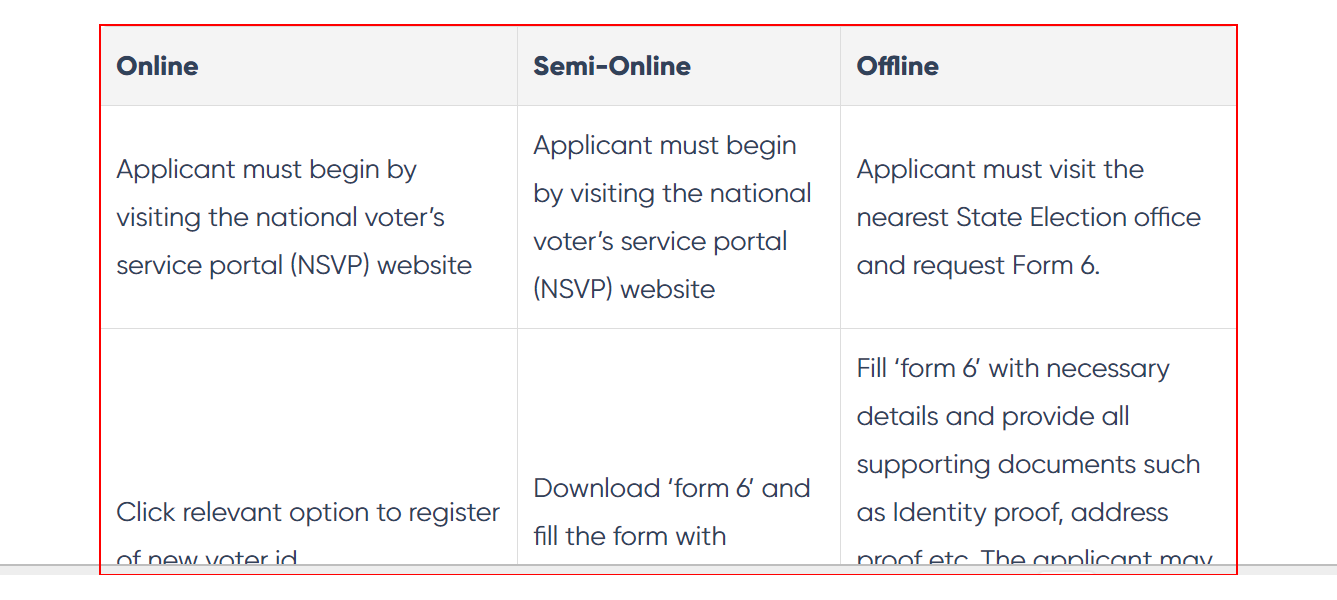 Online
Semi-Online
Offline
Applicant must begin by
visiting the national voter’s
service portal (NSVP) website
Applicant must begin
by visiting the national
voter’s service portal
(NSVP) website
Applicant must visit the
nearest State Election office
and request Form 6.
Click relevant option to register
of new voter id
Download ‘form 6’ and
fill the form with
Fill ‘form 6’ with necessary
details and provide all
supporting documents such
as Identity proof, address
proof etc. The applicant may